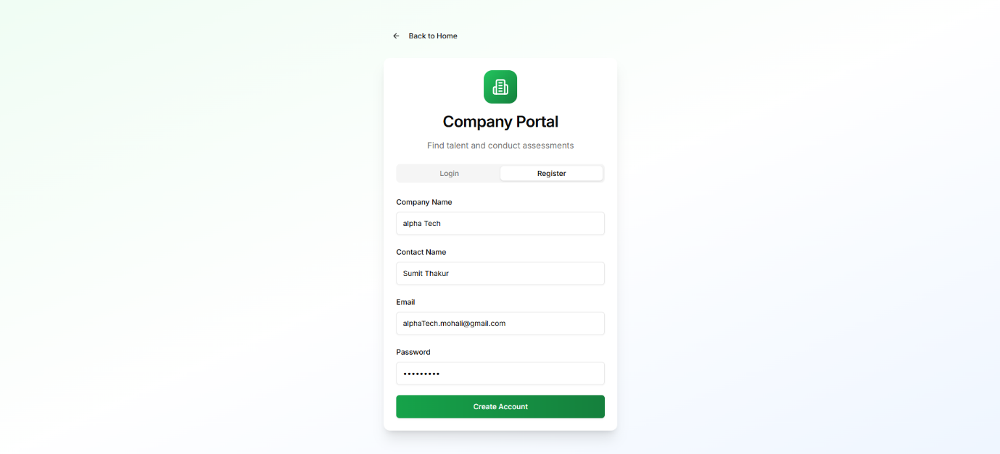 Back to Home
Company Portal
Find talent and conduct assessments
Login Register
Company Name
alpha Tech
Contact Name
Sumit Thakur
Email
alphaTech.mohali@gmail.com
Password
•••••••••
Create Account